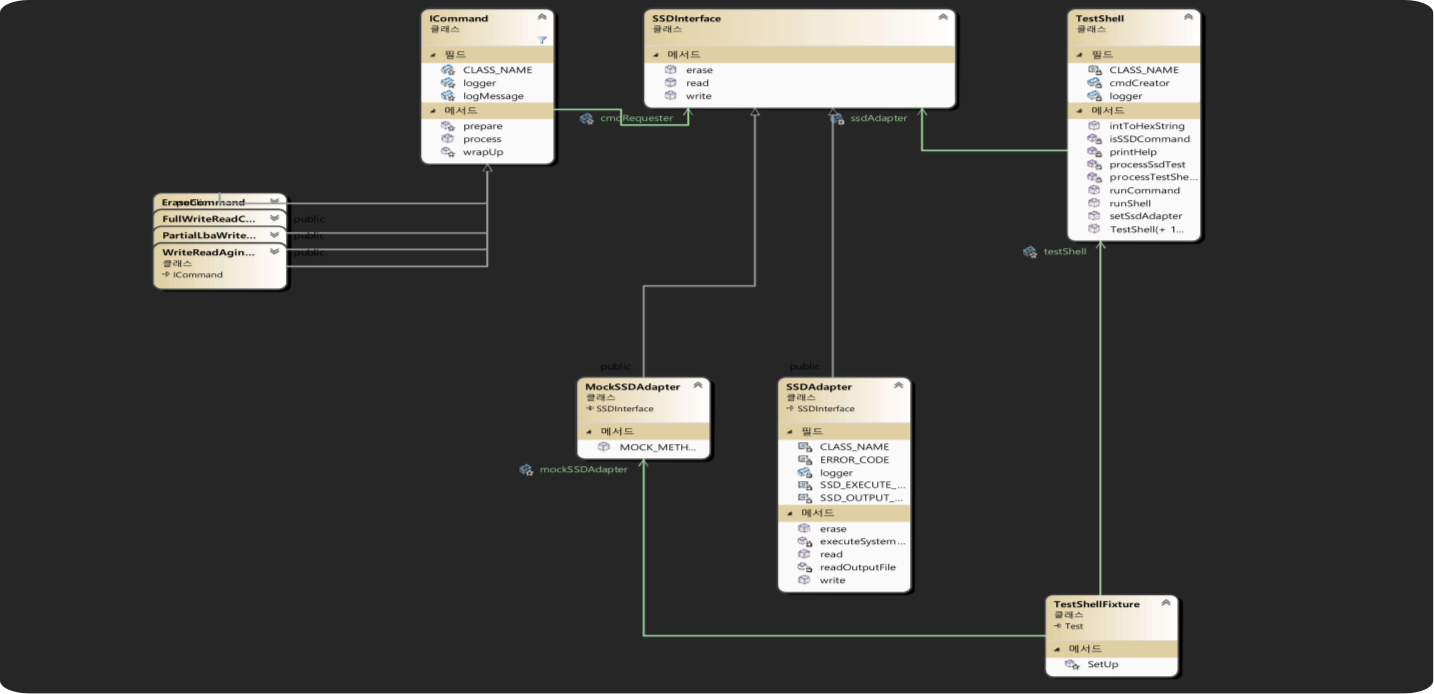 ICommand
클래스
필드
CLASS_NAME
logger
logMessage
메서드
prepare
process
wrapUp
SSDInterface
클래스
메서드
erase
read
write
TestShell
클래스
필드
CLASS_NAME
cmdCreator
logger
메서드
intToHexString
isSSDCommand
printHelp
processSsdTest
processTestShe...
runCommand
runShell
setSsdAdapter
TestShell(+ 1...
cmdRequester
ssdAdapter
EraseCommand
public
FullWriteReadC...
public
PartialLbaWrite...
public
WriteReadAgin...
public
클래스
ICommand
testShell
public
MockSSDAdapter
클래스
SSDInterface
메서드
MOCK_METH...
mockSSDAdapter
public
SSDAdapter
클래스
SSDInterface
필드
CLASS_NAME
ERROR_CODE
logger
SSD_EXECUTE_...
SSD_OUTPUT_...
메서드
erase
executeSystem...
read
readOutputFile
write
TestShellFixture
클래스
Test
메서드
SetUp